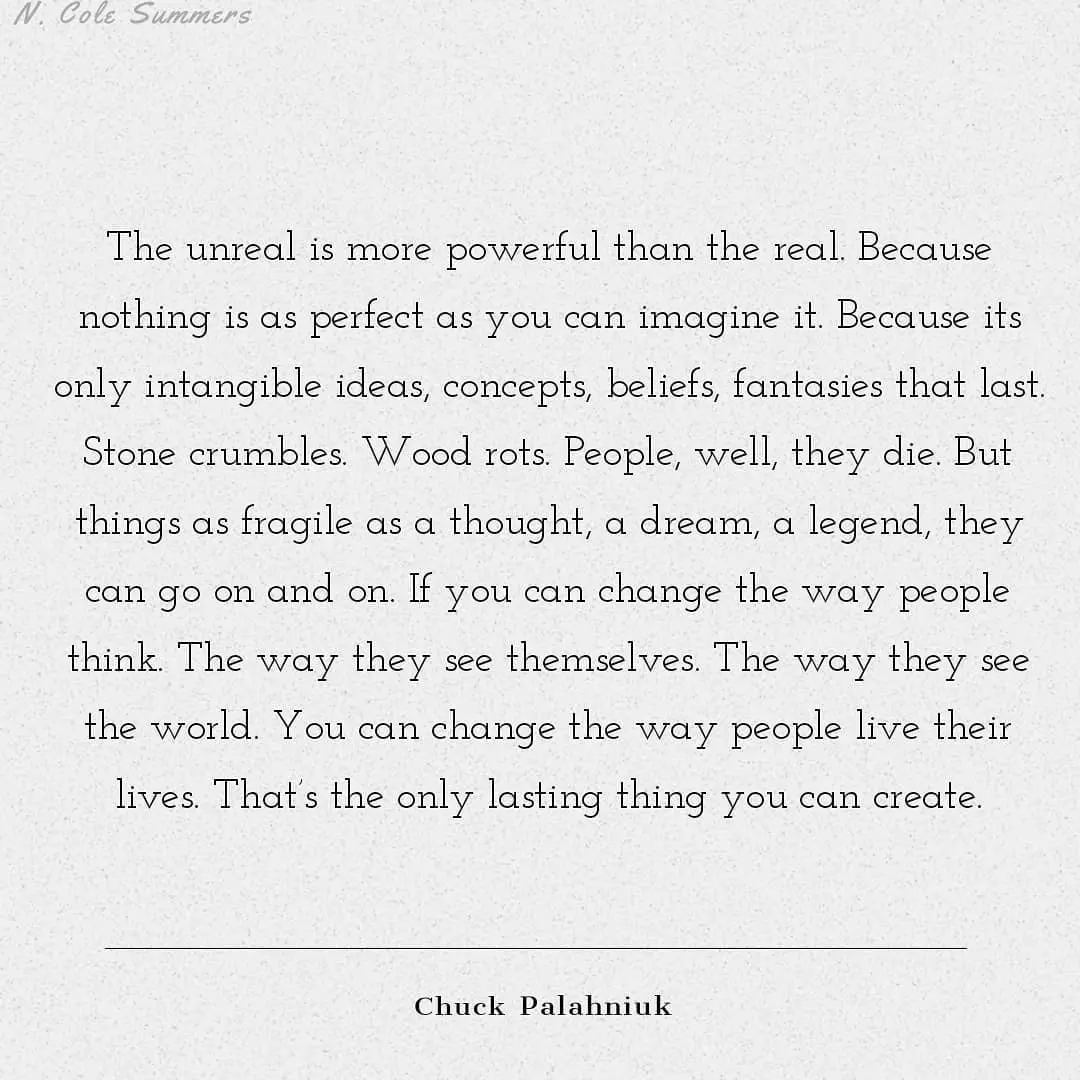 N. Cole Summers
The unreal is more powerful than the real. Because
nothing is as perfect as you can imagine it. Because its
only intangible ideas, concepts, beliefs, fantasies that last.
Stone crumbles. Wood rots. People, well, they die. But
things as fragile as a thought, a dream, a legend, they
can go on and on. If you can change the way people
think. The way they see themselves. The way they see
the world. You can change the way people live their
lives. That's the only lasting thing you can create.
Chuck Palahniuk